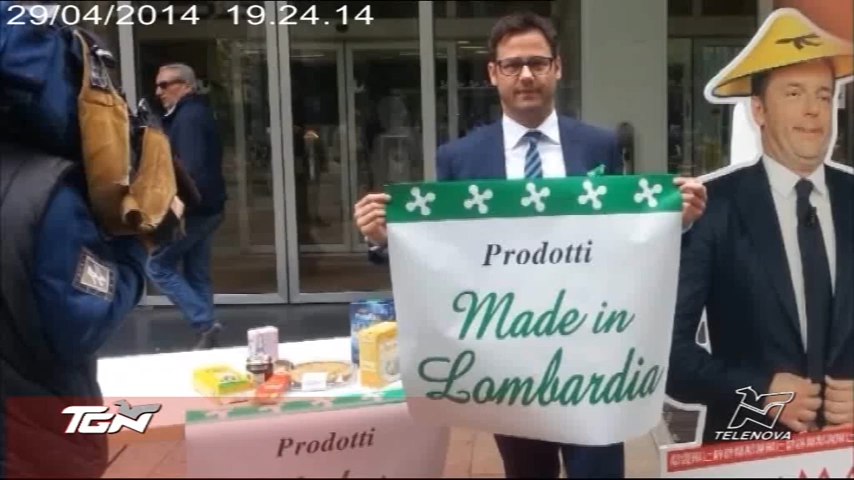 29/04/2014 19.24.14
Prodotti
Made in
Lombardia
TGN
TELENOVA
Prodotti